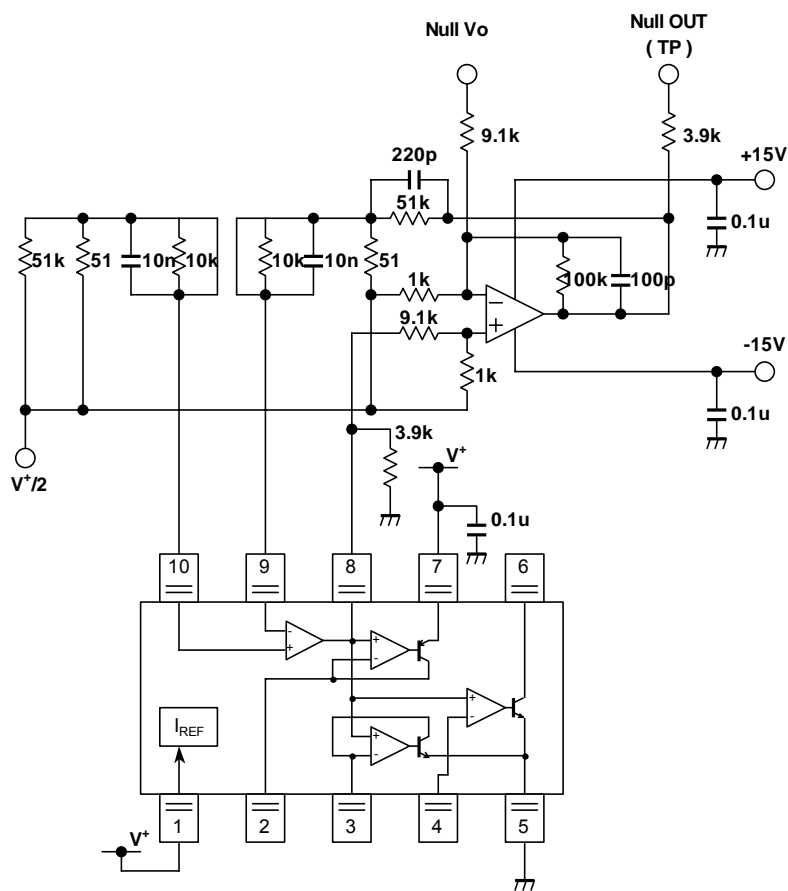 Null Vo
Null OUT
( TP )
9.1k
3.9k
220p
+15V
51k
0.1u
51k
51
10n
10k
10k
10n
51
1k
100k
100p
9.1k
-15V
1k
0.1u
3.9k
V+/2
V+
0.1u
10
9
8
7
6
-
+
+
-
+
-
IREF
+
-
1
2
3
4
5
V+